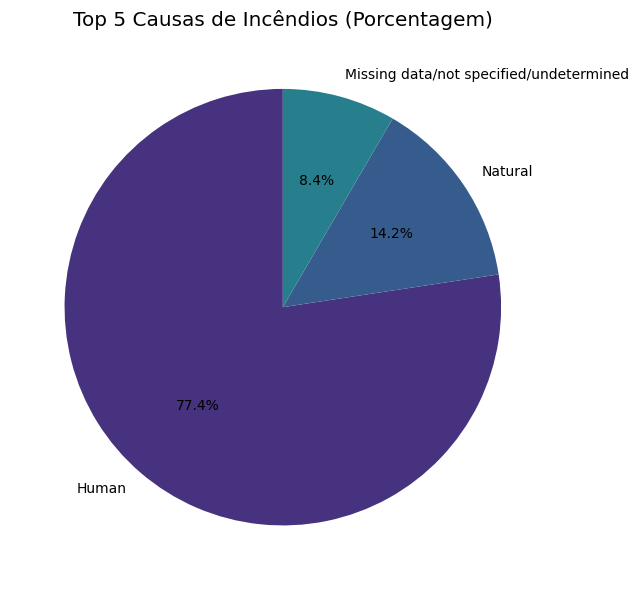 Top 5 Causas de Incêndios (Porcentagem)
Missing data/not specified/undetermined
8.4%
Natural
14.2%
77.4%
Human